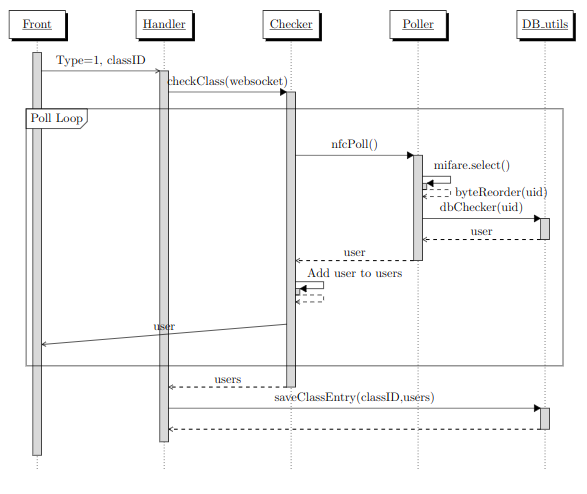 Front
Handler
Checker
Poller
DB_utils
Type=1, classID
checkClass(websocket)
Poll Loop
nfcPoll()
mifare.select()
byteReorder(uid)
dbChecker(uid)
user
user
Add user to users
user
users
saveClassEntry(classID,users)